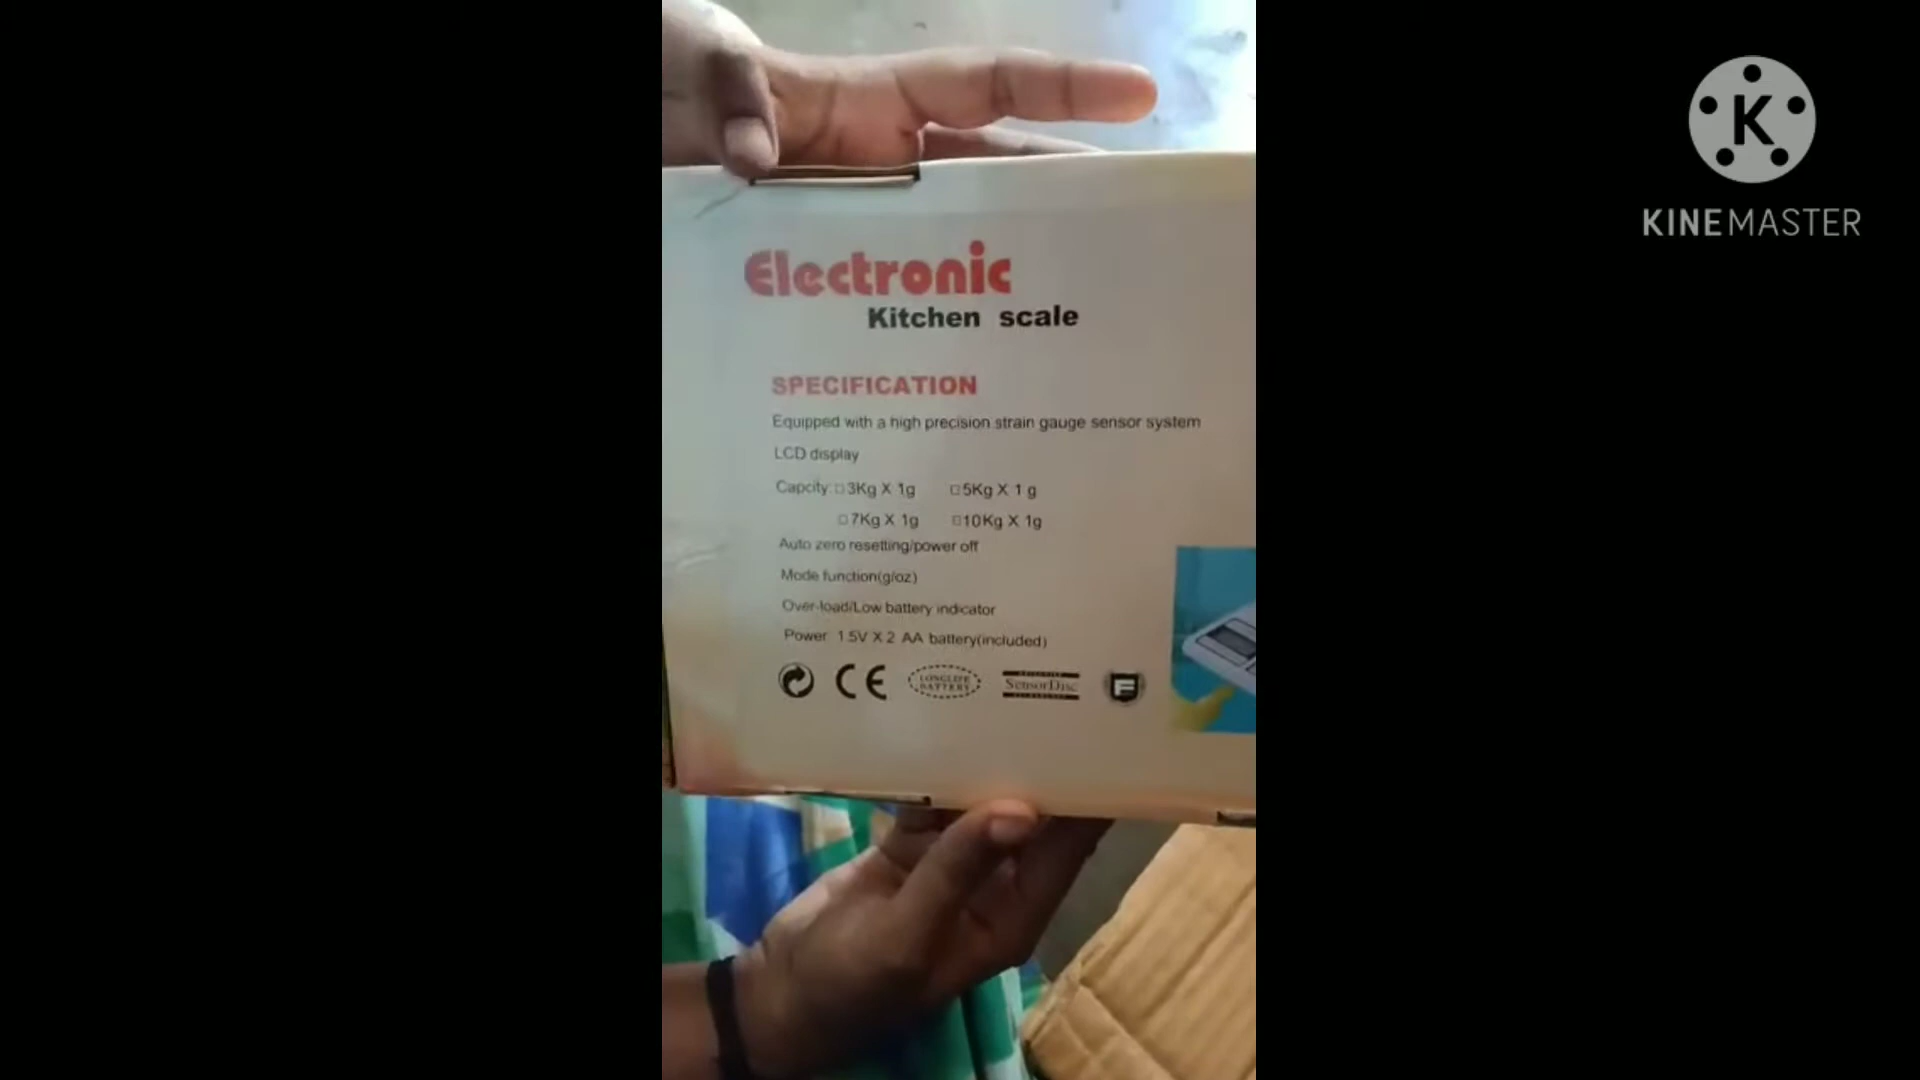 K
KINEMASTER
Electronic
Kitchen scale
SPECIFICATION
Equipped with a high precision strain gauge sensor system
LCD display
Capcity: □3Kg X 1g □5Kg X 1 g
□7Kg X 1g □10Kg X 1g
Auto zero resetting/power off
Mode function(g/oz)
Over-load/Low battery indicator
Power: 1.5V X 2 AA battery(included)
CE
LONGLIFE
BATTERY
SensorDisc
F